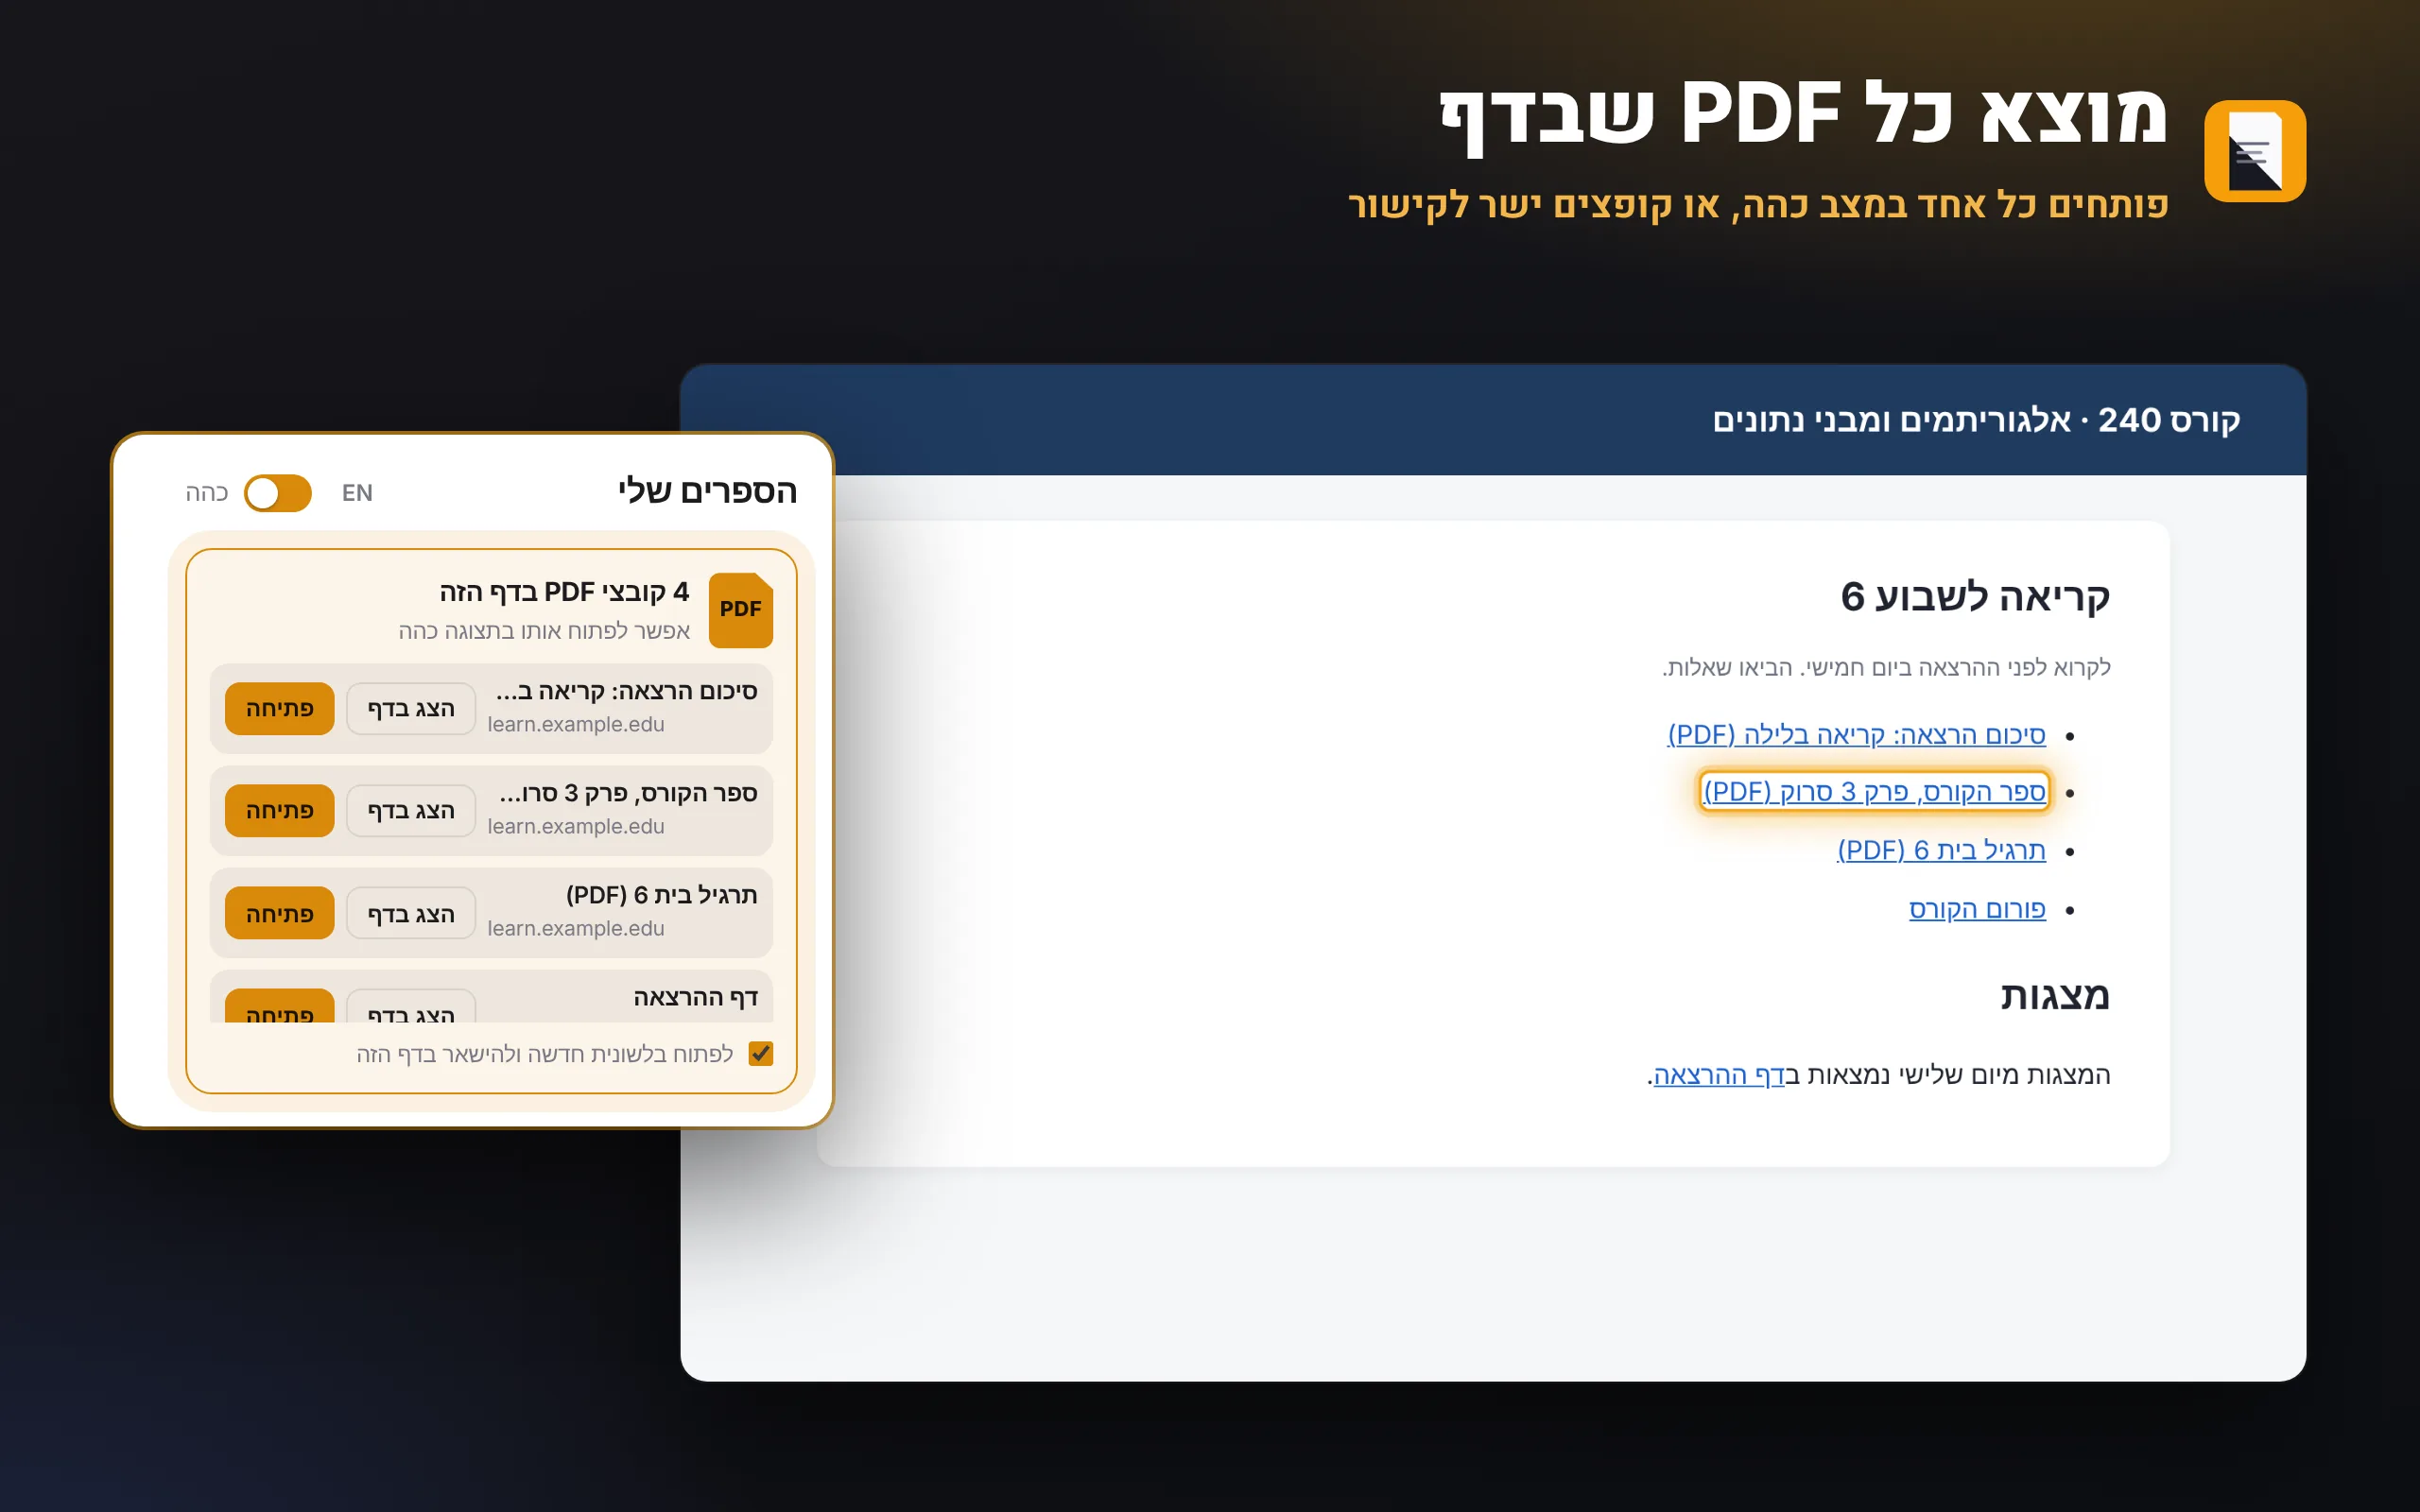 מוצא כל PDF שבדף
פותחים כל אחד במצב כהה, או קופצים ישר לקישור
קורס 240 · אלגוריתמים ומבני נתונים
קריאה לשבוע 6
לקרוא לפני ההרצאה ביום חמישי. הביאו שאלות.
סיכום הרצאה: קריאה בלילה (PDF)
ספר הקורס, פרק 3 סרוק (PDF)
תרגיל בית 6 (PDF)
פורום הקורס
מצגות
המצגות מיום שלישי נמצאות בדף ההרצאה.
הספרים שלי EN כהה
PDF
4 קובצי PDF בדף הזה
אפשר לפתוח אותו בתצוגה כהה
סיכום הרצאה: קריאה ב...
learn.example.edu
הצג בדף פתיחה
ספר הקורס, פרק 3 סרו...
learn.example.edu
הצג בדף פתיחה
תרגיל בית 6 (PDF)
learn.example.edu
הצג בדף פתיחה
דף ההרצאה
הצג בדף פתיחה
לפתוח בלשונית חדשה ולהישאר בדף הזה